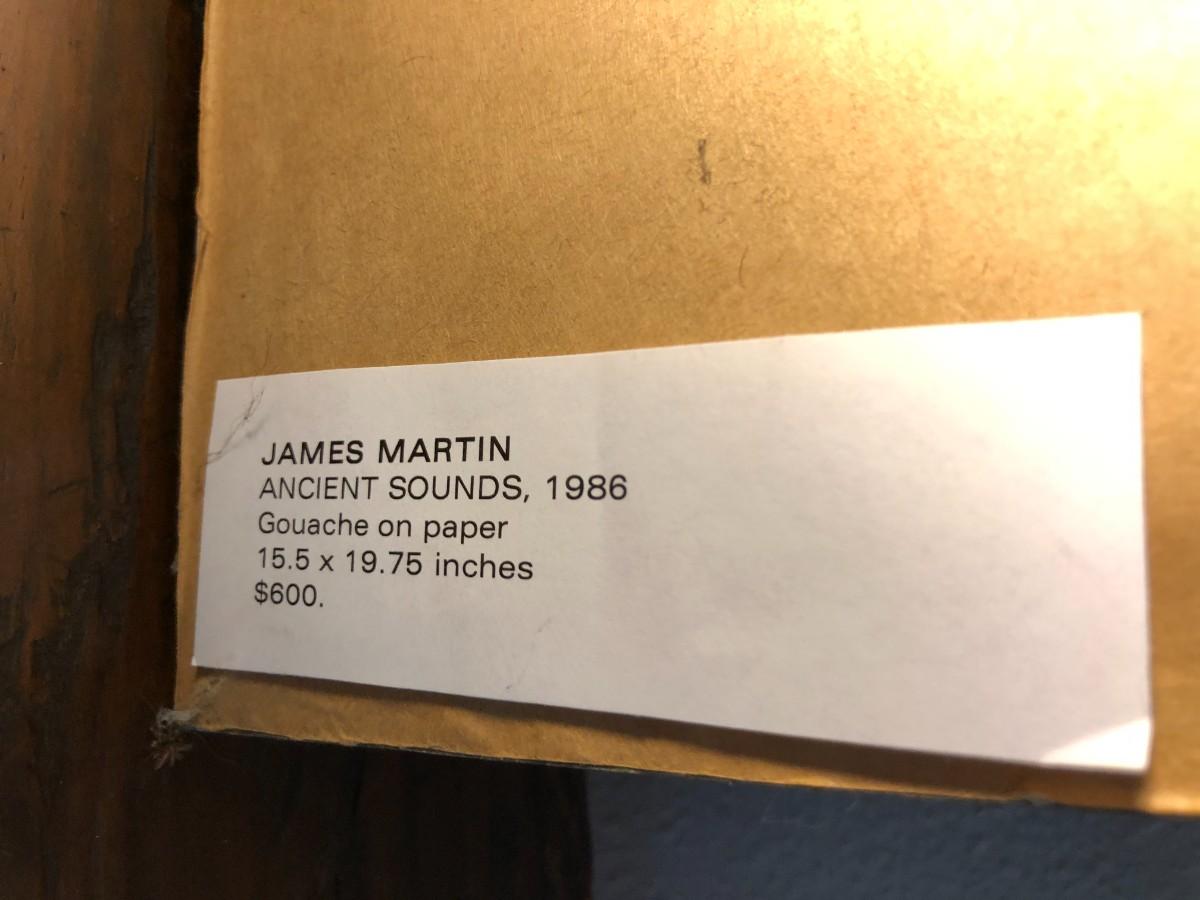 JAMES MARTIN
ANCIENT SOUNDS, 1986
Gouache on paper
15.5 x 19.75 inches
$600.